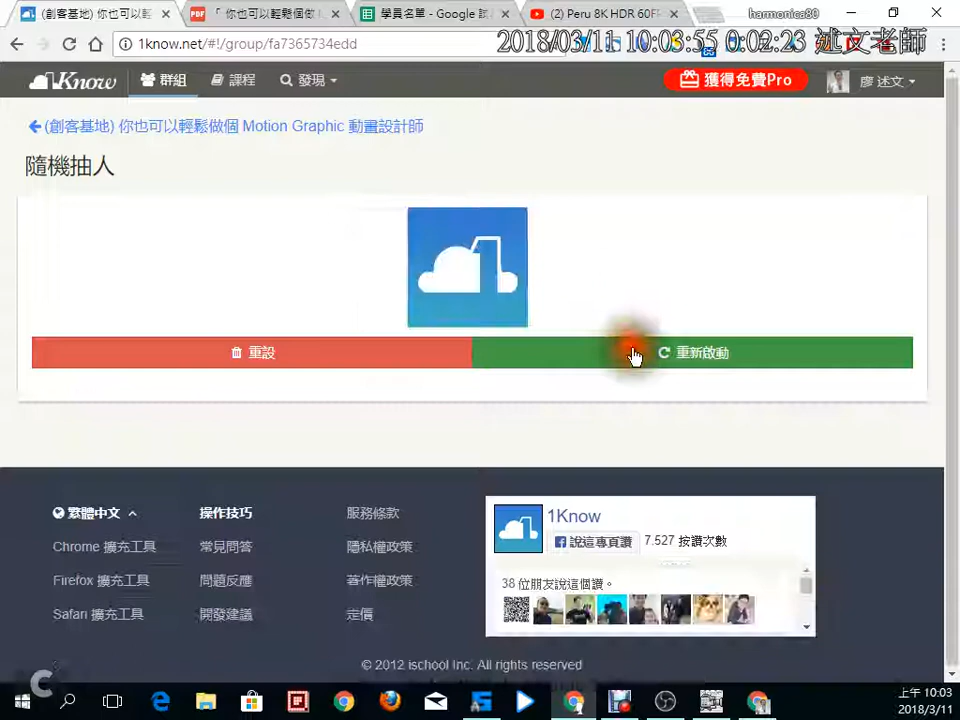 (創客基地) 你也可以輕
「 你也可以輕鬆個做
學員名單 - Google 試
(2) Peru 8K HDR 60F
harmonica80
1know.net/#!/group/fa7365734edd
2018/03/11 10:03:55 0:02:23 述文老師
1Know
群組
課程
發現
獲得免費Pro
廖 述文
(創客基地) 你也可以輕鬆做個 Motion Graphic 動畫設計師
隨機抽人
重設
重新啟動
繁體中文
操作技巧
服務條款
1Know
說這專頁讚
7.527 按讚次數
Chrome 擴充工具
常見問答
隱私權政策
Firefox 擴充工具
問題反應
著作權政策
38 位朋友說這個讚。
Safari 擴充工具
開發建議
定價
© 2012 ischool Inc. All rights reserved
上午 10:03
2018/3/11